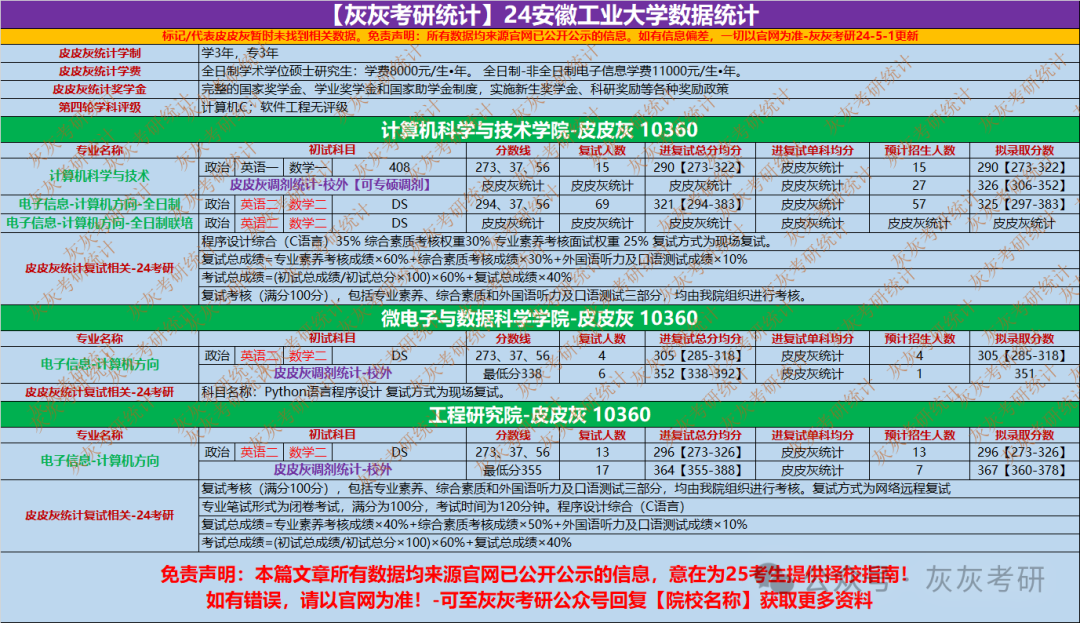 【灰灰考研统计】24安徽工业大学数据统计
标记/代表皮皮灰暂时未找到相关数据。免责声明：所有数据均来源官网已公开公示的信息。如有信息偏差，一切以官网为准-灰灰考研24-5-1更新
皮皮灰统计学制 学3年，专3年
皮皮灰统计学费 全日制学术学位硕士研究生：学费8000元/生•年。 全日制-非全日制电子信息学费11000元/生•年。
皮皮灰统计奖学金 完整的国家奖学金、学业奖学金和国家助学金制度，实施新生奖学金、科研奖励等各种奖励政策
第四轮学科评级 计算机C；软件工程无评级
计算机科学与技术学院-皮皮灰 10360
专业名称 初试科目 分数线 复试人数 进复试总分均分 进复试单科均分 预计招生人数 拟录取分数
计算机科学与技术 政治 英语一 数学一 408 273、37、56 15 290【273-322】 皮皮灰统计 15 290【273-322】
皮皮灰调剂统计-校外【可专硕调剂】 皮皮灰统计 皮皮灰统计 皮皮灰统计 皮皮灰统计 27 326【306-352】
电子信息-计算机方向-全日制 政治 英语二 数学二 DS 294、37、56 69 321【294-383】 皮皮灰统计 57 325【297-383】
电子信息-计算机方向-全日制联培 政治 英语二 数学二 DS 皮皮灰统计 皮皮灰统计 皮皮灰统计 皮皮灰统计 皮皮灰统计 皮皮灰统计
皮皮灰统计复试相关-24考研 程序设计综合（C语言）35% 综合素质考核权重30% 专业素养考核面试权重 25% 复试方式为现场复试。
复试总成绩=专业素养考核成绩×60%+综合素质考核成绩×30%+外国语听力及口语测试成绩×10%
考试总成绩=(初试总成绩/初试总分×100)×60%+复试总成绩×40%
复试考核（满分100分），包括专业素养、综合素质和外国语听力及口语测试三部分，均由我院组织进行考核。
微电子与数据科学学院-皮皮灰 10360
专业名称 初试科目 分数线 复试人数 进复试总分均分 进复试单科均分 预计招生人数 拟录取分数
电子信息-计算机方向 政治 英语二 数学二 DS 273、37、56 4 305【285-318】 皮皮灰统计 4 305【285-318】
皮皮灰调剂统计-校外 最低分338 6 352【338-392】 皮皮灰统计 1 351
皮皮灰统计复试相关-24考研 科目名称：Python语言程序设计 复试方式为现场复试。
工程研究院-皮皮灰 10360
专业名称 初试科目 分数线 复试人数 进复试总分均分 进复试单科均分 预计招生人数 拟录取分数
电子信息-计算机方向 政治 英语二 数学二 DS 273、37、56 13 296【273-326】 皮皮灰统计 13 296【273-326】
皮皮灰调剂统计-校外 最低分355 17 364【355-388】 皮皮灰统计 7 367【360-378】
皮皮灰统计复试相关-24考研 复试考核（满分100分），包括专业素养、综合素质和外国语听力及口语测试三部分，均由我院组织进行考核。复试方式为网络远程复试
专业笔试形式为闭卷考试，满分为100分，考试时间为120分钟。程序设计综合（C语言）
复试总成绩=专业素养考核成绩×40%+综合素质考核成绩×50%+外国语听力及口语测试成绩×10%
考试总成绩=(初试总成绩/初试总分×100)×60%+复试总成绩×40%
免责声明：本篇文章所有数据均来源官网已公开公示的信息，意在为25考生提供择校指南！
如有错误，请以官网为准！-可至灰灰考研公众号回复【院校名称】获取更多资料
公众号 灰灰考研